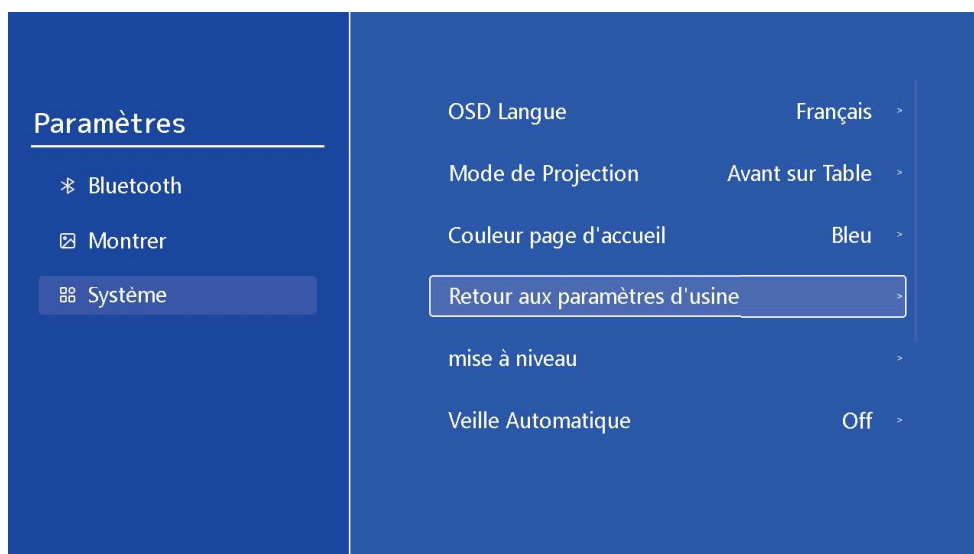 Paramètres
Bluetooth
Montrer
Système
OSD Langue Français >
Mode de Projection Avant sur Table >
Couleur page d'accueil Bleu >
Retour aux paramètres d'usine >
mise à niveau >
Veille Automatique Off >